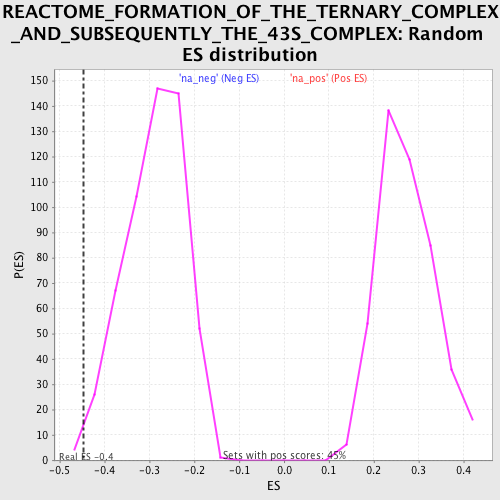 REACTOME_FORMATION_OF_THE_TERNARY_COMPLEX
_AND_SUBSEQUENTLY_THE_43S_COMPLEX: Random
ES distribution
'na_neg' (Neg ES) 'na_pos' (Pos ES)
150
140
130
120
110
100
90
80
70
60
50
40
30
20
10
0
P(ES)
Real ES -0.4 Sets with pos scores: 45%
-0.5 -0.4 -0.3 -0.2 -0.1 0.0 0.1 0.2 0.3 0.4
ES